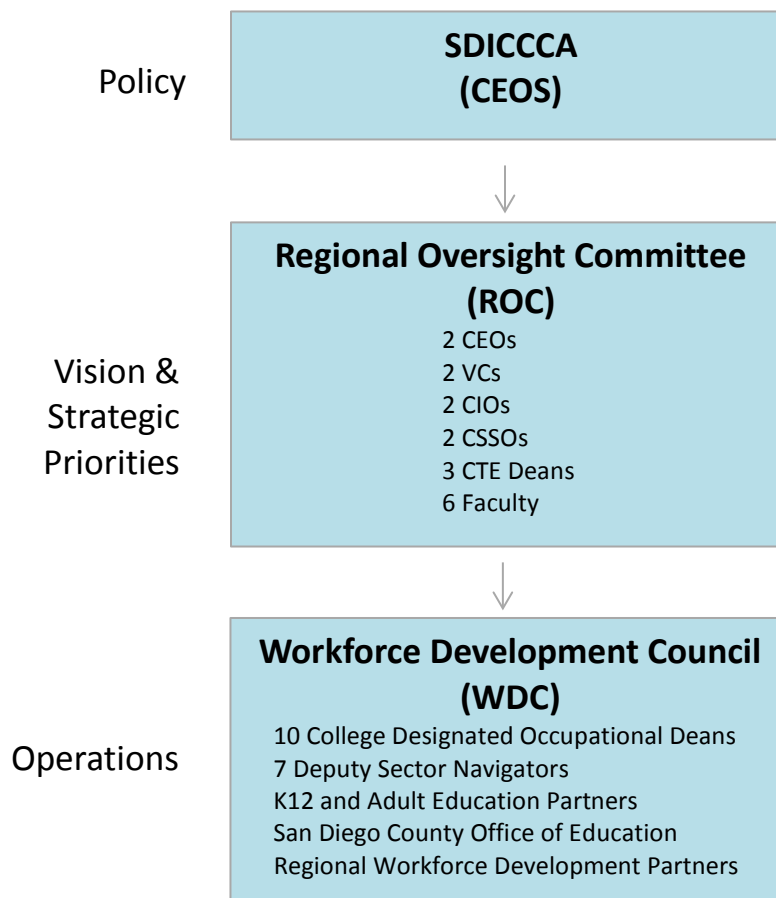 Policy
SDICCCA
(CEOS)
Vision &
Strategic
Priorities
Regional Oversight Committee
(ROC)
2 CEOs
2 VCs
2 CIOs
2 CSSOs
3 CTE Deans
6 Faculty
Operations
Workforce Development Council
(WDC)
10 College Designated Occupational Deans
7 Deputy Sector Navigators
K12 and Adult Education Partners
San Diego County Office of Education
Regional Workforce Development Partners